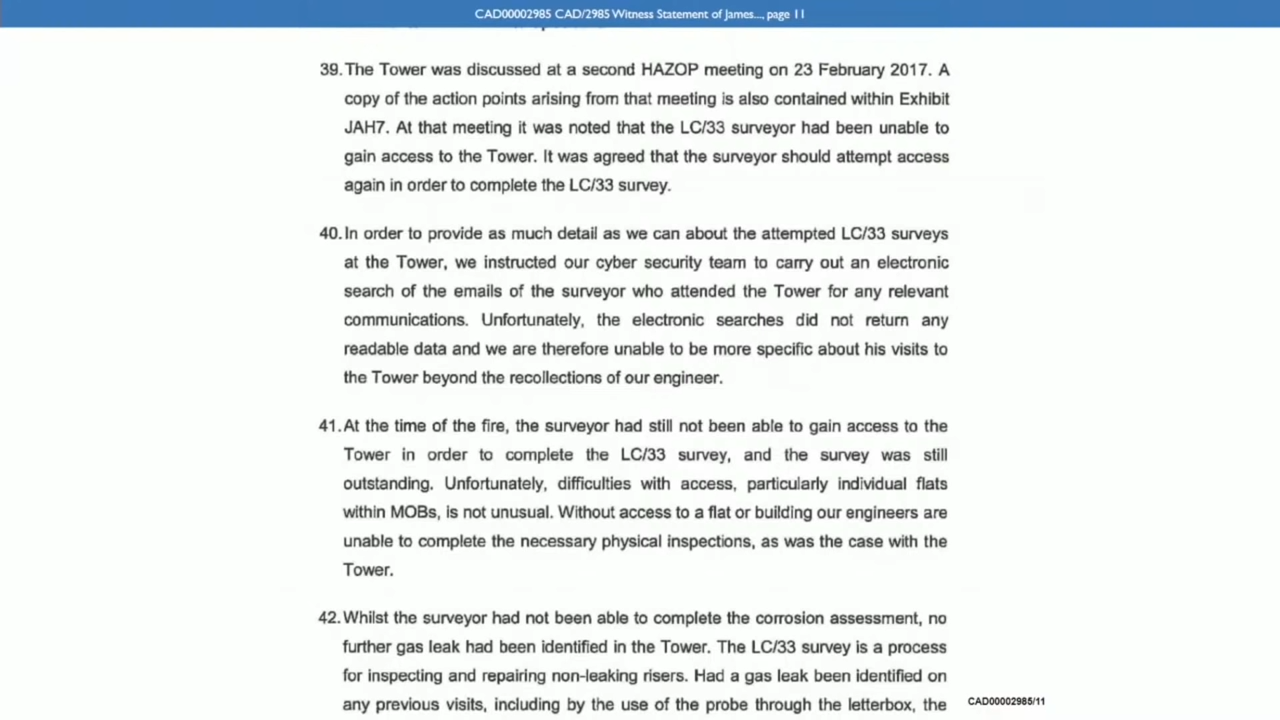 CAD00002985 CAD/2985 Witness Statement of James..., page 11
39. The Tower was discussed at a second HAZOP meeting on 23 February 2017. A
copy of the action points arising from that meeting is also contained within Exhibit
JAH7. At that meeting it was noted that the LC/33 surveyor had been unable to
gain access to the Tower. It was agreed that the surveyor should attempt access
again in order to complete the LC/33 survey.
40. In order to provide as much detail as we can about the attempted LC/33 surveys
at the Tower, we instructed our cyber security team to carry out an electronic
search of the emails of the surveyor who attended the Tower for any relevant
communications. Unfortunately, the electronic searches did not return any
readable data and we are therefore unable to be more specific about his visits to
the Tower beyond the recollections of our engineer.
41. At the time of the fire, the surveyor had still not been able to gain access to the
Tower in order to complete the LC/33 survey, and the survey was still
outstanding. Unfortunately, difficulties with access, particularly individual flats
within MOBs, is not unusual. Without access to a flat or building our engineers are
unable to complete the necessary physical inspections, as was the case with the
Tower.
42. Whilst the surveyor had not been able to complete the corrosion assessment, no
further gas leak had been identified in the Tower. The LC/33 survey is a process
for inspecting and repairing non-leaking risers. Had a gas leak been identified on
any previous visits, including by the use of the probe through the letterbox, the
CAD00002985/11